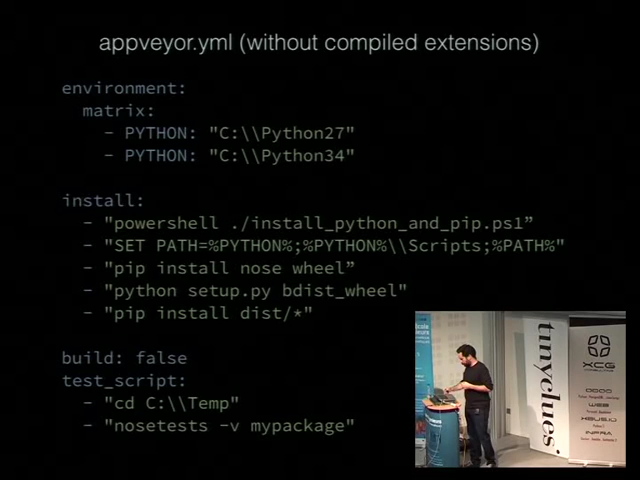 appveyor.yml (without compiled extensions)
environment:
matrix:
- PYTHON: "C:\\Python27"
- PYTHON: "C:\\Python34"
install:
- "powershell ./install_python_and_pip.ps1”
- "SET PATH=%PYTHON%;%PYTHON%\\Scripts;%PATH%"
- "pip install nose wheel”
- "python setup.py bdist_wheel"
- "pip install dist/*"
build: false
test_script:
- "cd C:\\Temp"
- "nosetests -v mypackage"
tinyclues
XCG
WEB
INFRA